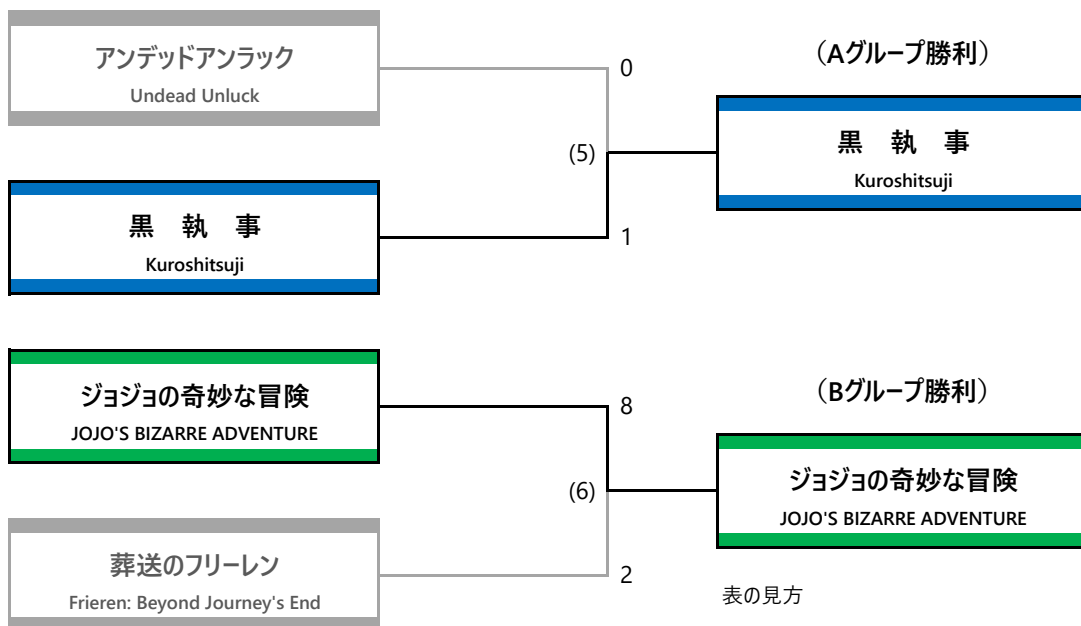 アンデッドアンラック
Undead Unluck
0
（Aグループ勝利）
黒 執 事
Kuroshitsuji
(5)
黒 執 事
Kuroshitsuji
1
ジョジョの奇妙な冒険
JOJO'S BIZARRE ADVENTURE
8
（Bグループ勝利）
ジョジョの奇妙な冒険
JOJO'S BIZARRE ADVENTURE
(6)
葬送のフリーレン
Frieren: Beyond Journey's End
2
表の見方